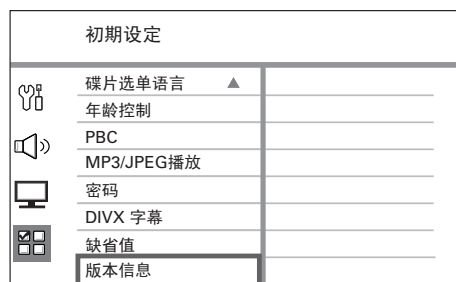 初期设定
碟片选单语言
年龄控制
PBC
MP3/JPEG播放
密码
DIVX 字幕
缺省值
版本信息